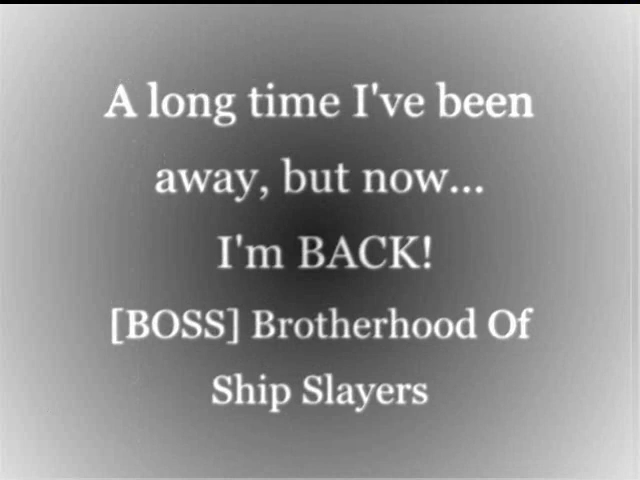 A long time I've been
away, but now...
I'm BACK!
[BOSS] Brotherhood Of
Ship Slayers